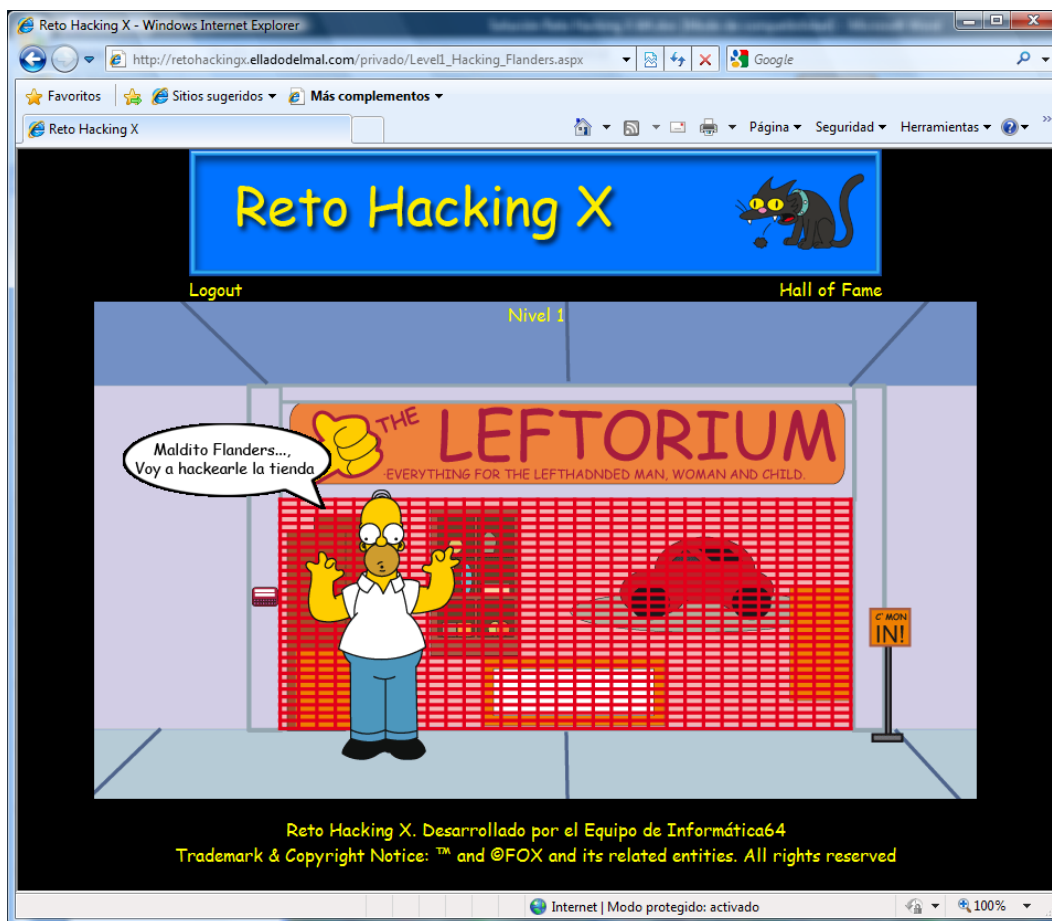 Reto Hacking X - Windows Internet Explorer
http://retohackingx.elladodelmal.com/privado/Level1_Hacking_Flanders.aspx
Google
Favoritos
Sitios sugeridos
Más complementos
Reto Hacking X
Página
Seguridad
Herramientas
Reto Hacking X
Logout
Hall of Fame
Nivel 1
THE LEFTORIUM
EVERYTHING FOR THE LEFTHADNDED MAN, WOMAN AND CHILD.
Maldito Flanders...,
Voy a hackearle la tienda
C'MON
IN!
Reto Hacking X. Desarrollado por el Equipo de Informática64
Trademark & Copyright Notice: ™ and ©FOX and its related entities. All rights reserved
Internet | Modo protegido: activado
100%